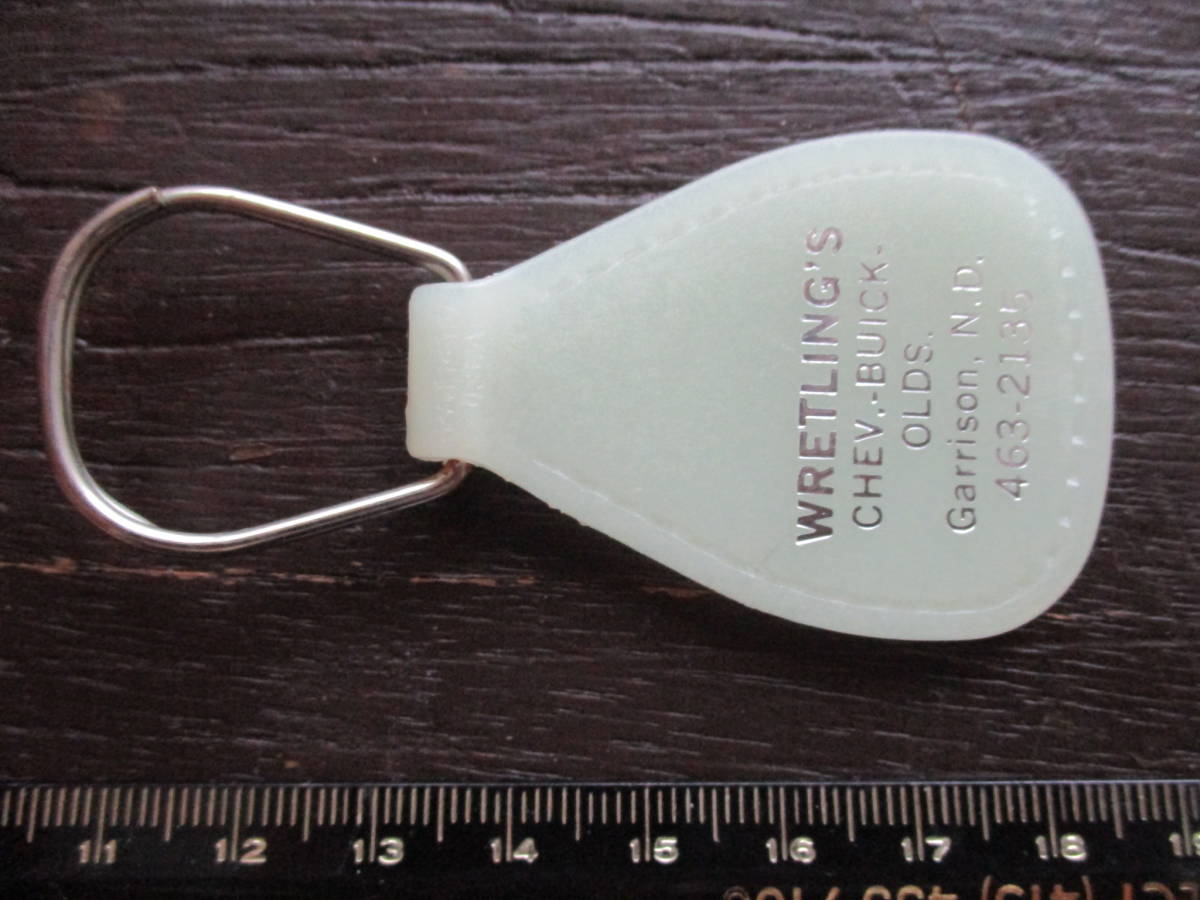 WRETLING'S
CHEV.-BUICK-
OLDS.
Garrison, N.D.
463-2135
11 12 13 14 15 16 17 18